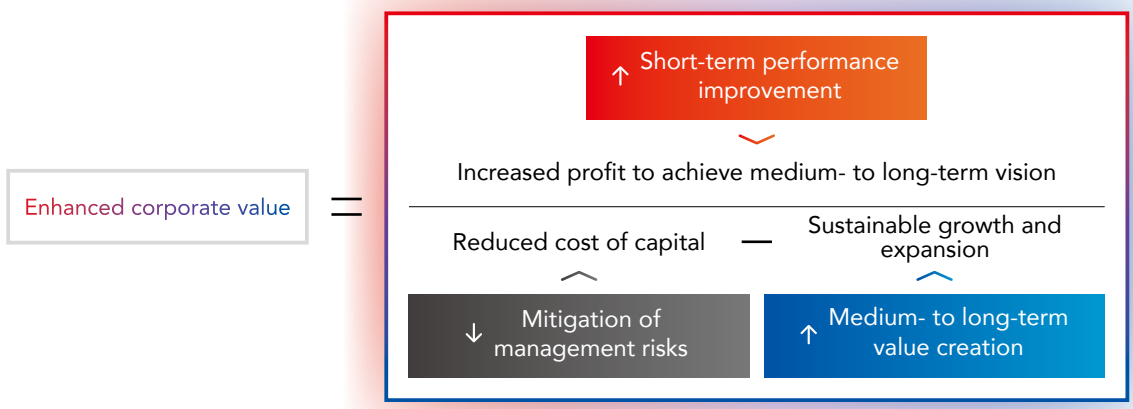 ↑ Short-term performance
improvement
Increased profit to achieve medium- to long-term vision
Enhanced corporate value
=
Reduced cost of capital
—
Sustainable growth and
expansion
↓ Mitigation of
management risks
↑ Medium- to long-term
value creation